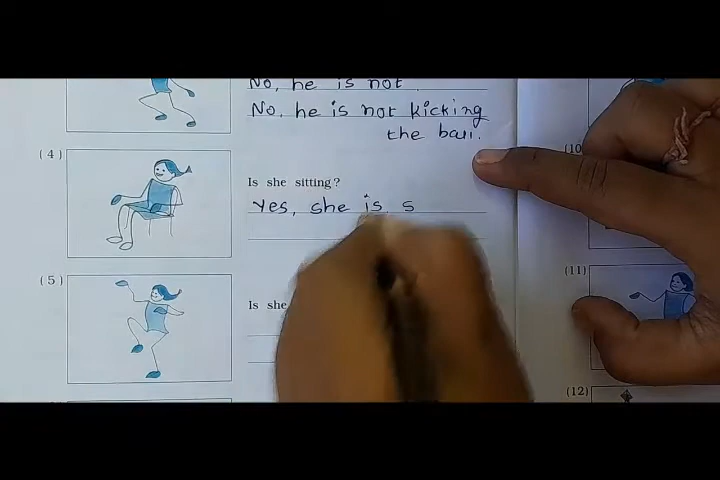 No, he is not.
No, he is not kicking
the ball.
(4)
Is she sitting?
Yes, she is s
(5)
Is she
(10
(11)
(12)